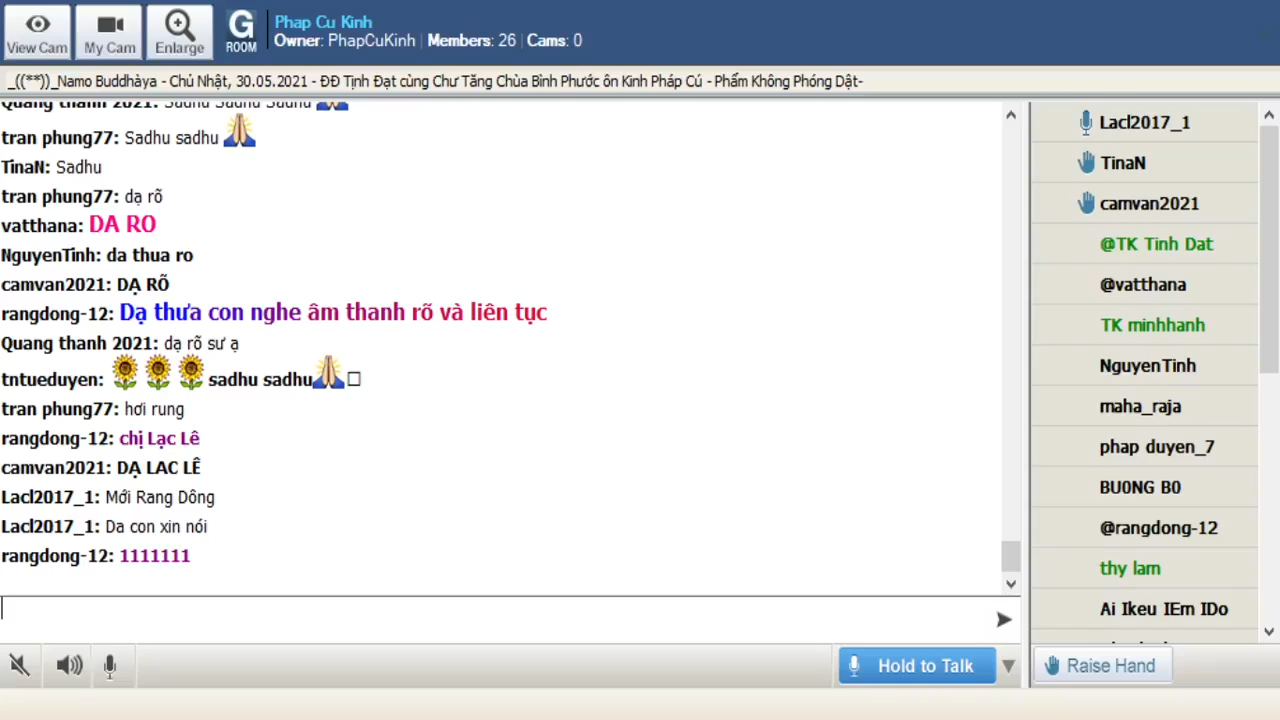 View Cam
My Cam
Enlarge
G
ROOM
Phap Cu Kinh
Owner: PhapCuKinh | Members: 26 | Cams: 0
_((**))_Namo Buddhàya - Chủ Nhật, 30.05.2021 - ĐĐ Tịnh Đạt cùng Chư Tăng Chùa Bình Phước ôn Kinh Pháp Cú - Phẩm Không Phóng Dật-
Quang thanh 2021: Sadhu Sadhu Sadhu
tran phung77: Sadhu sadhu
TinaN: Sadhu
tran phung77: dạ rõ
vatthana: DA RO
NguyenTinh: da thua ro
camvan2021: DẠ RÕ
rangdong-12: Dạ thưa con nghe âm thanh rõ và liên tục
Quang thanh 2021: dạ rõ sư ạ
tntueduyen: sadhu sadhu
tran phung77: hơi rung
rangdong-12: chị Lạc Lê
camvan2021: DẠ LAC LÊ
Lacl2017_1: Mới Rang Dông
Lacl2017_1: Da con xin nói
rangdong-12: 1111111
Lacl2017_1
TinaN
camvan2021
@TK Tinh Dat
@vatthana
TK minhhanh
NguyenTinh
maha_raja
phap duyen_7
BU0NG B0
@rangdong-12
thy lam
Ai Ikeu IEm IDo
Hold to Talk
Raise Hand